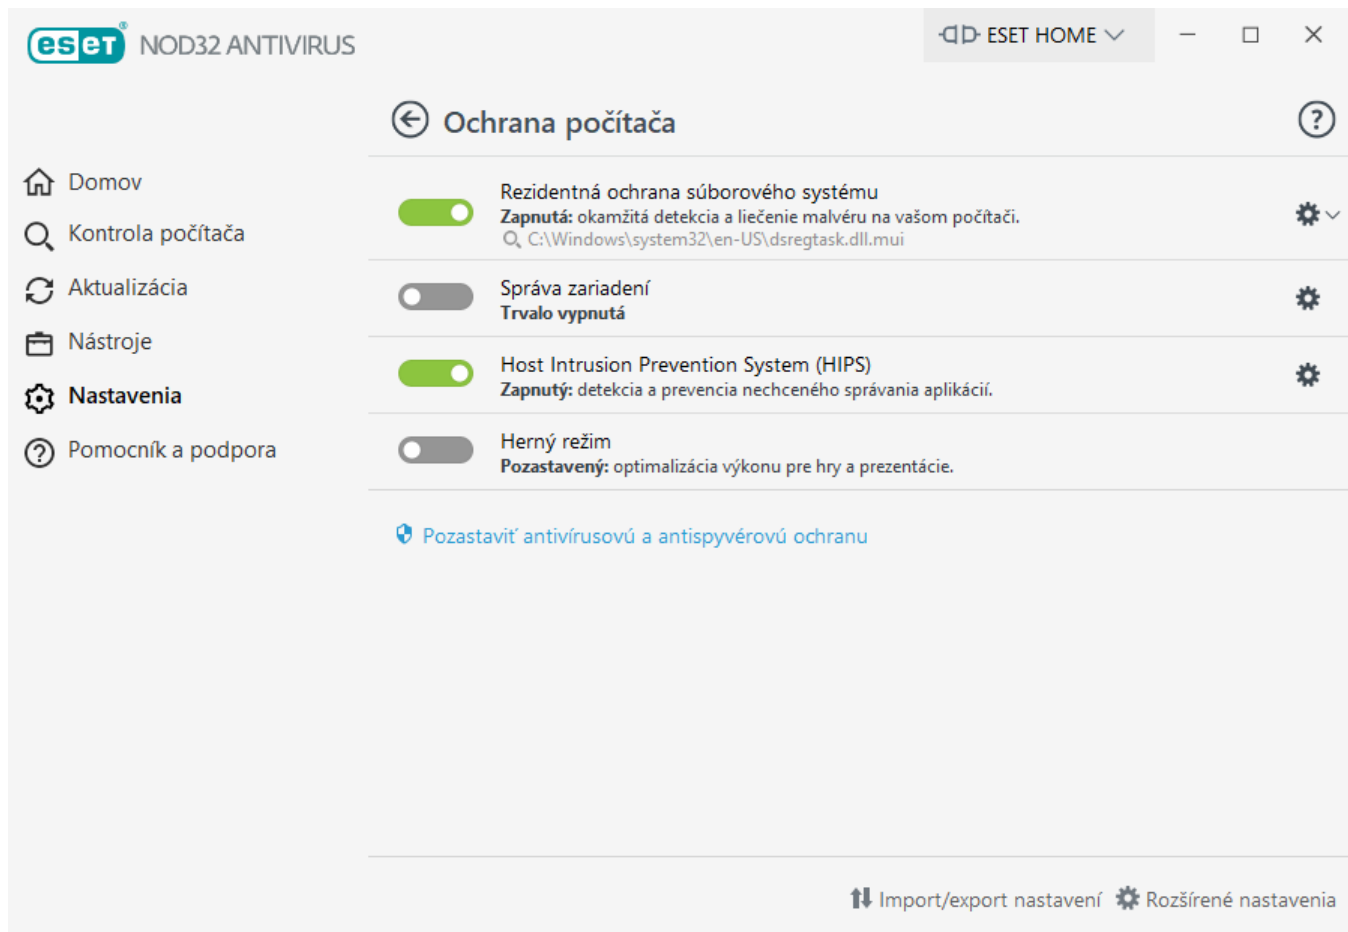 eset® NOD32 ANTIVIRUS
ESET HOME
Ochrana počítača
Domov
Kontrola počítača
Aktualizácia
Nástroje
Nastavenia
Pomocník a podpora
Rezidentná ochrana súborového systému
Zapnutá: okamžitá detekcia a liečenie malvéru na vašom počítači.
C:\Windows\system32\en-US\dsregtask.dll.mui
Správa zariadení
Trvalo vypnutá
Host Intrusion Prevention System (HIPS)
Zapnutý: detekcia a prevencia nechceného správania aplikácií.
Herný režim
Pozastavený: optimalizácia výkonu pre hry a prezentácie.
Pozastaviť antivírusovú a antispyvérovú ochranu
Import/export nastavení Rozšírené nastavenia